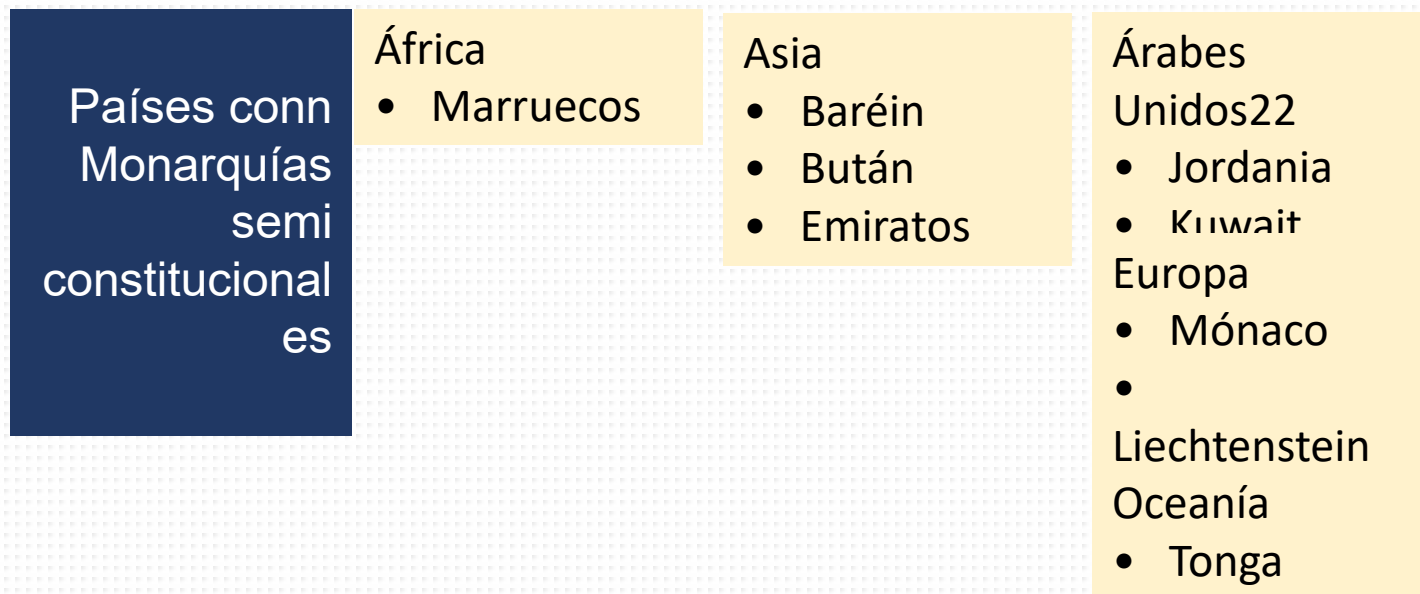 Países conn
Monarquías
semi
constitucional
es
África
• Marruecos
Asia
• Baréin
• Bután
• Emiratos
Árabes
Unidos22
• Jordania
• Kuwait
Europa
• Mónaco
•
Liechtenstein
Oceanía
• Tonga